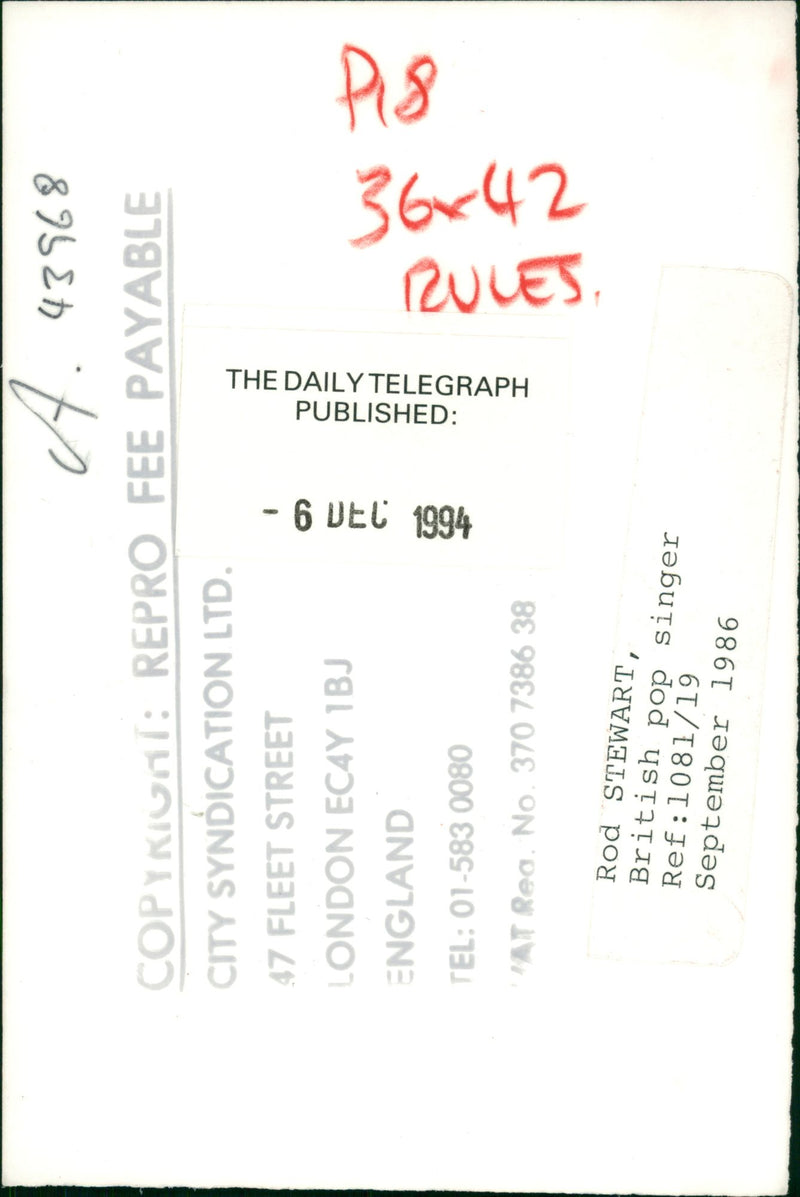 P18
36x42
RULES.
A. 43968
THE DAILY TELEGRAPH
PUBLISHED:
- 6 DEC 1994
COPYRIGHT: REPRO FEE PAYABLE
CITY SYNDICATION LTD.
47 FLEET STREET
LONDON EC4Y 1BJ
ENGLAND
TEL: 01-583 0080
VAT Reg. No. 370 7386 38
Rod STEWART,
British pop singer
Ref:1081/19
September 1986